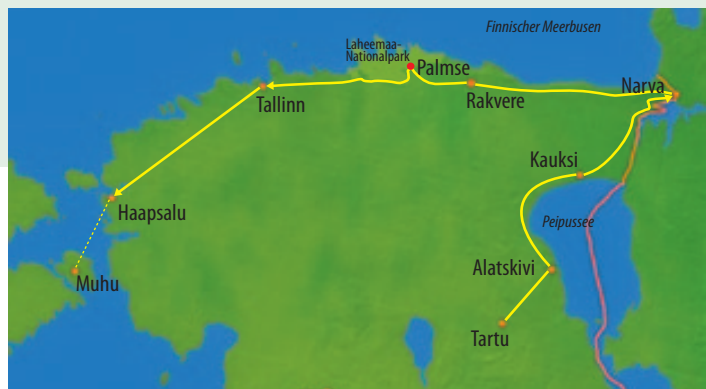 Finnischer Meerbusen
Laheemaa-
Nationalpark
Palmse
Tallinn
Rakvere
Narva
Kauksi
Haapsalu
Peipussee
Muhu
Alatskivi
Tartu